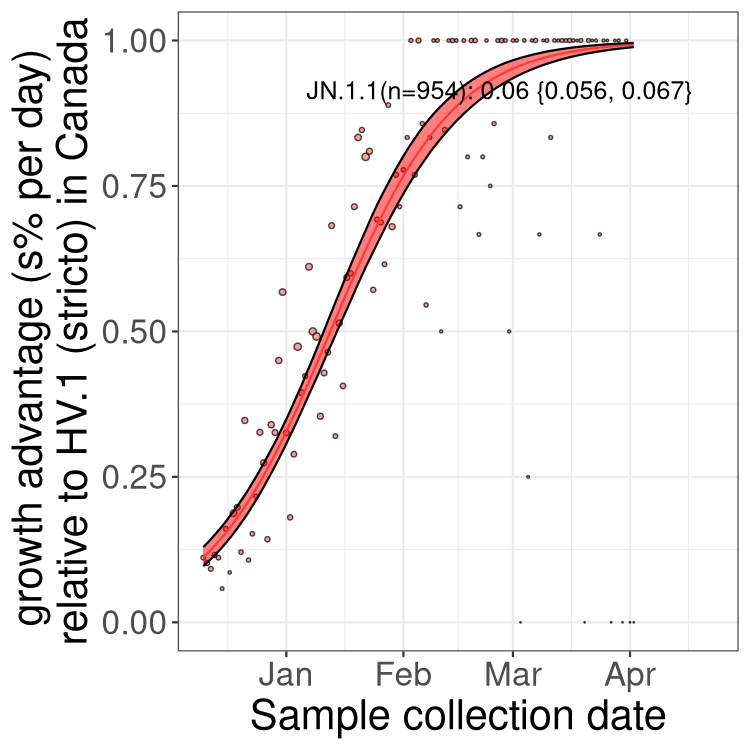 growth advantage (s% per day)
relative to HV.1 (stricto) in Canada
1.00
0.75
0.50
0.25
0.00
JN.1.1(n=954): 0.06 {0.056, 0.067}
Jan Feb Mar Apr
Sample collection date